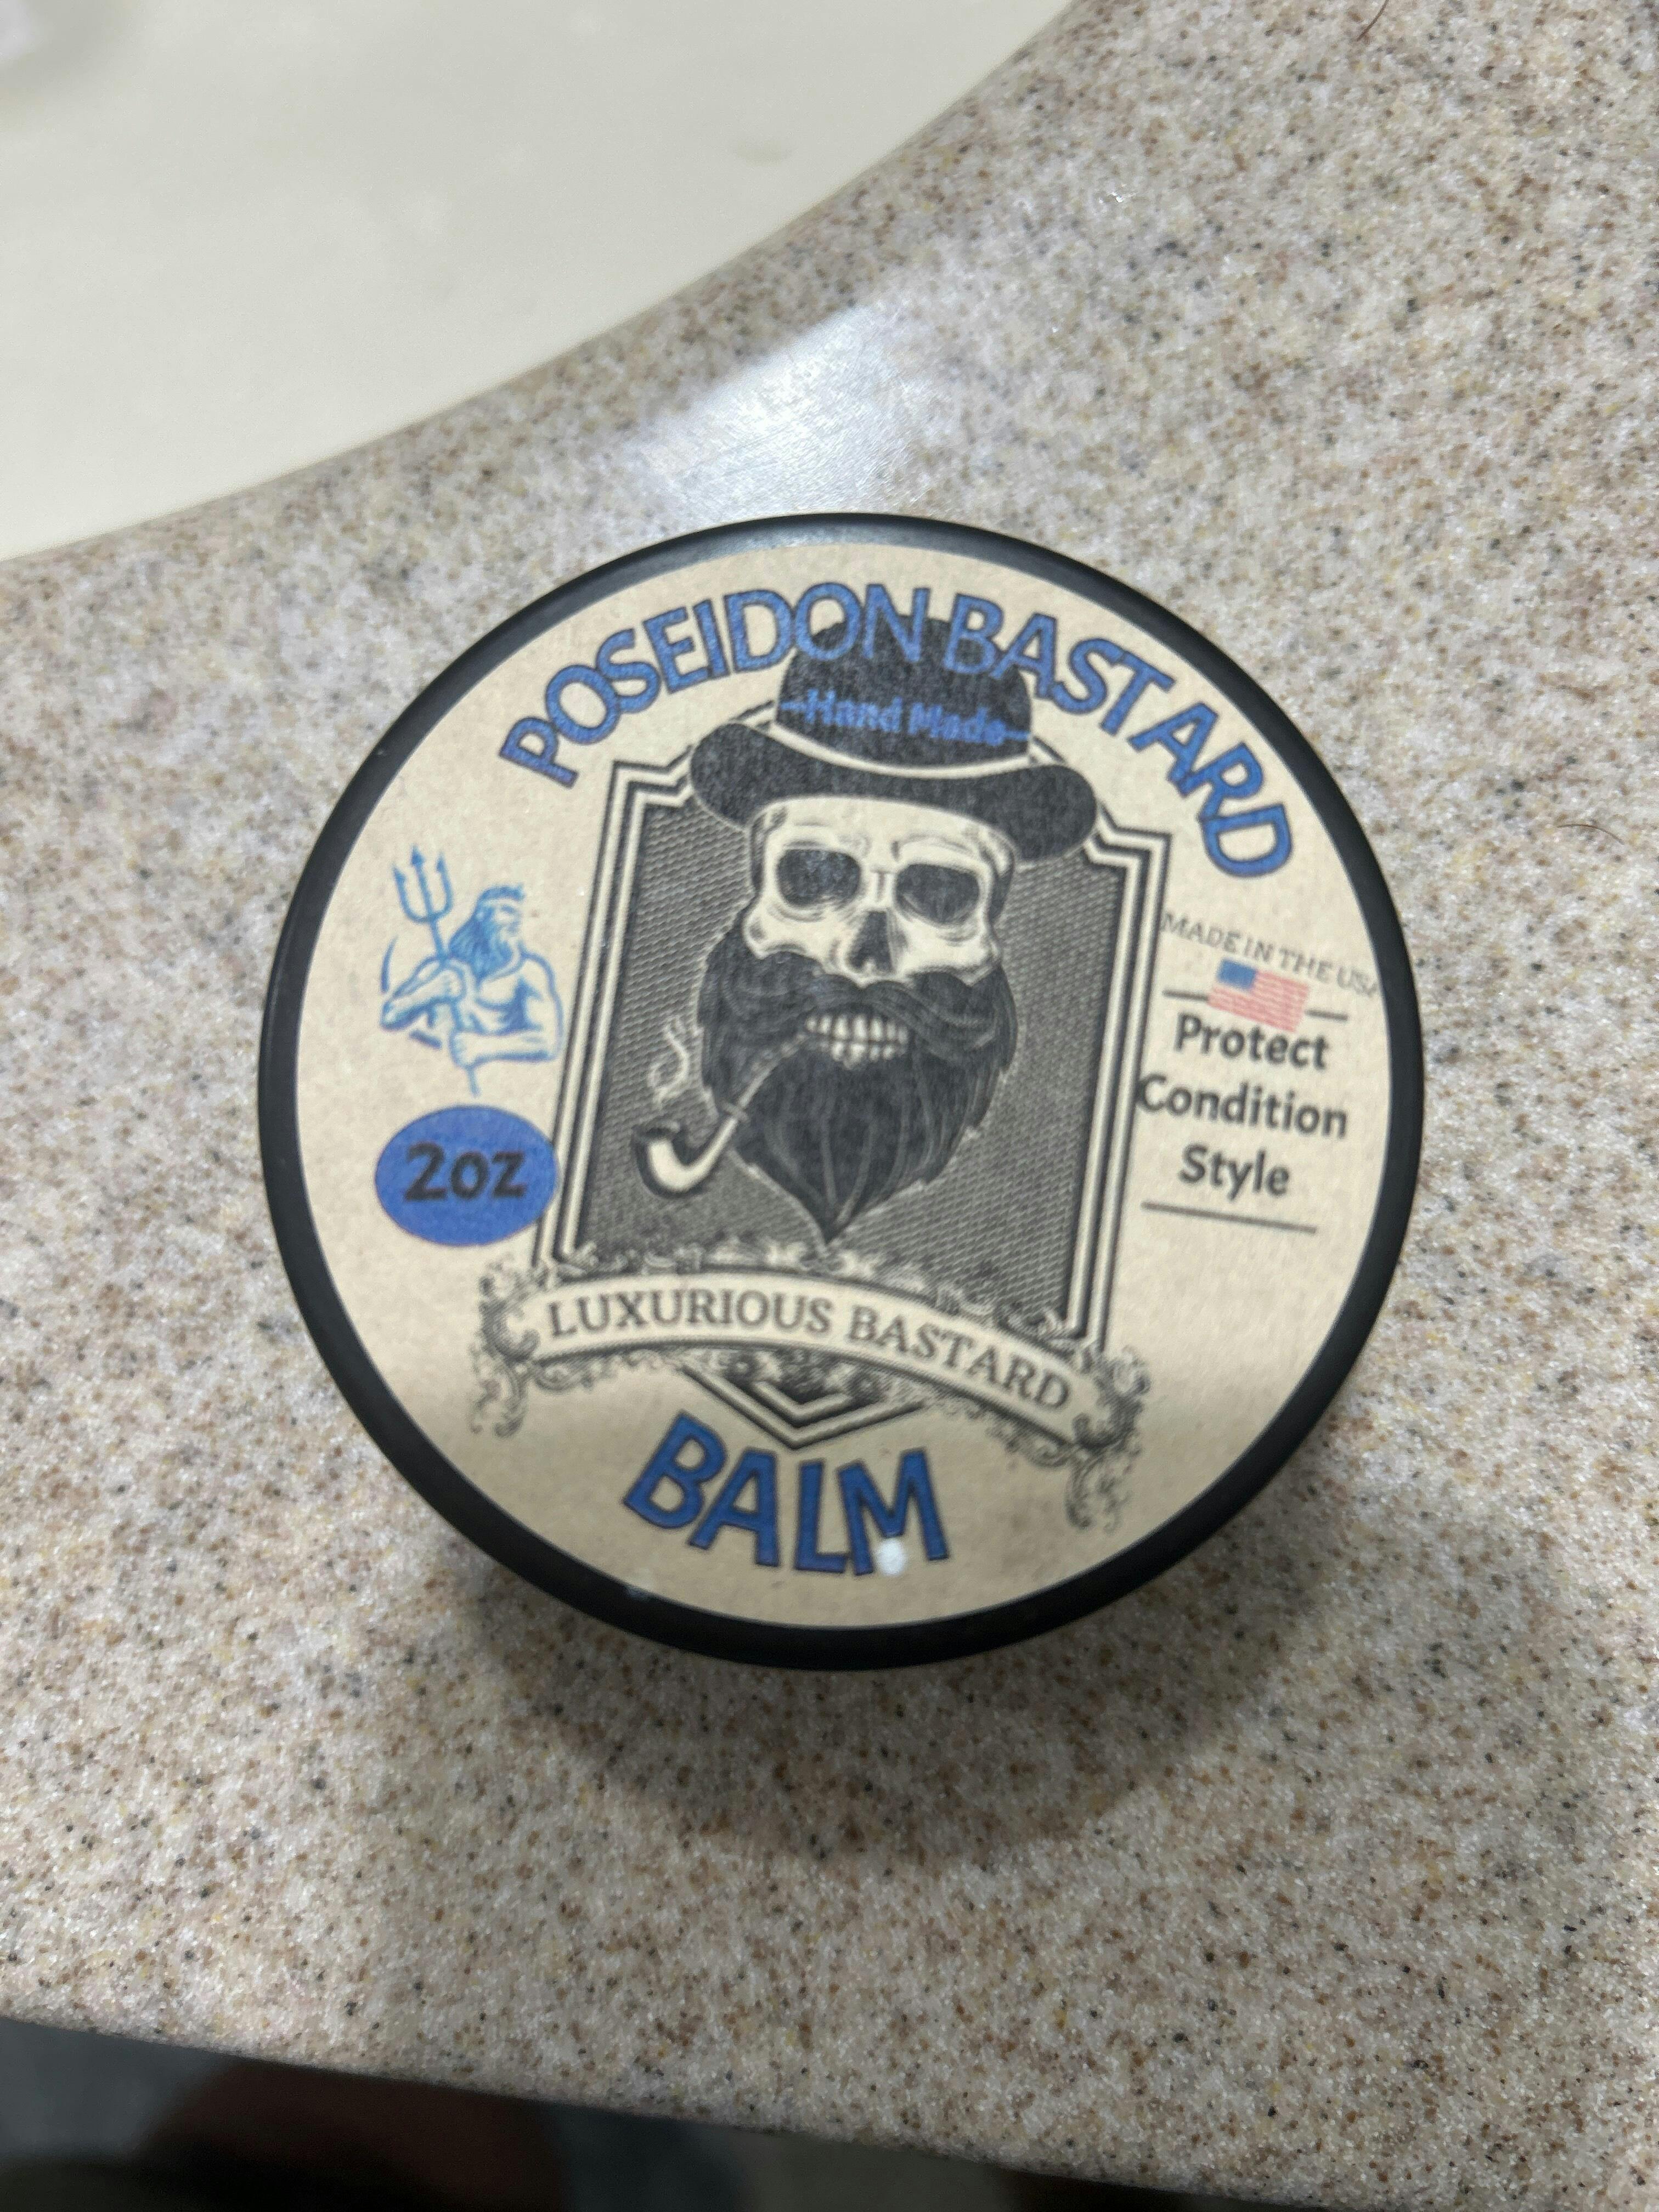 POSEIDON BASTARD
-Hand Made-
MADE IN THE USA
Protect
Condition
Style
2oz
LUXURIOUS BASTARD
BALM